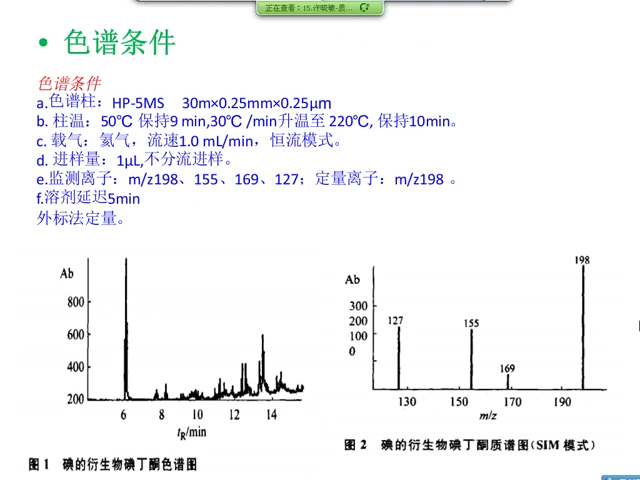 正在查看：15.许晓敏-质...
• 色谱条件
色谱条件
a.色谱柱：HP-5MS 30m×0.25mm×0.25μm
b. 柱温：50℃ 保持9 min,30℃ /min升温至 220℃, 保持10min。
c. 载气：氦气，流速1.0 mL/min，恒流模式。
d. 进样量：1μL,不分流进样。
e.监测离子：m/z198、155、169、127；定量离子：m/z198 。
f.溶剂延迟5min
外标法定量。
Ab
800
600
400
200
6 8 10 12 14
tR/min
图 1 碘的衍生物碘丁酮色谱图
Ab
300
200
100
0
127
155
169
198
130 150 170 190
m/z
图 2 碘的衍生物碘丁酮质谱图(SIM 模式)